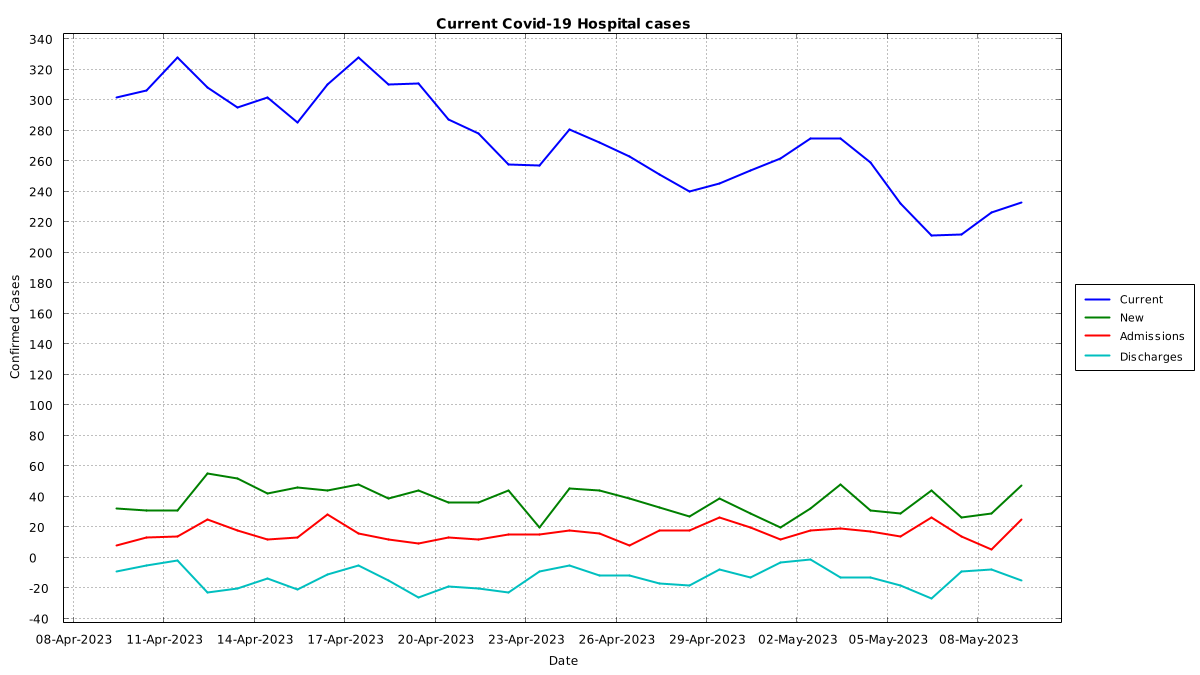 Current Covid-19 Hospital cases
340
320
300
280
260
240
220
200
180
160
140
120
100
80
60
40
20
0
-20
-40
Confirmed Cases
08-Apr-2023 11-Apr-2023 14-Apr-2023 17-Apr-2023 20-Apr-2023 23-Apr-2023 26-Apr-2023 29-Apr-2023 02-May-2023 05-May-2023 08-May-2023
Date
Current
New
Admissions
Discharges